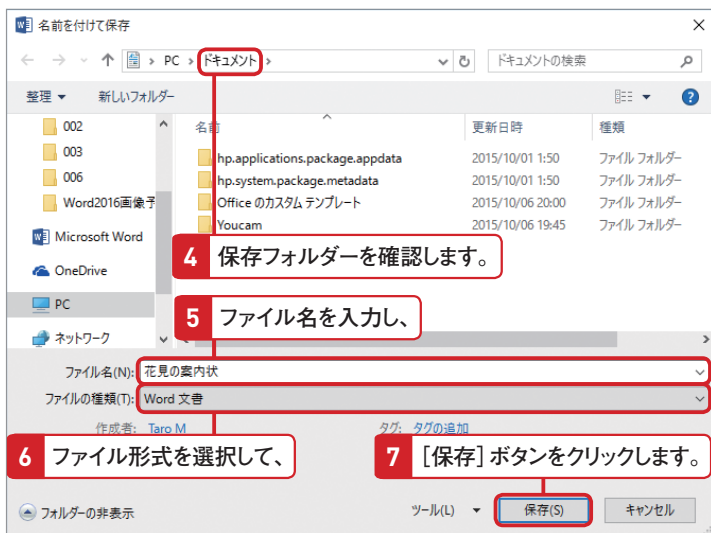 名前を付けて保存
PC › ドキュメント ›
ドキュメントの検索
整理
新しいフォルダー
002
003
006
Word2016画像
Microsoft Word
OneDrive
PC
ネットワーク
名前 更新日時 種類
hp.applications.package.appdata 2015/10/01 1:50 ファイル フォルダー
hp.system.package.metadata 2015/10/01 1:50 ファイル フォルダー
Office のカスタム テンプレート 2015/10/06 20:00 ファイル フォルダー
Youcam 2015/10/06 19:45 ファイル フォルダー
4 保存フォルダーを確認します。
5 ファイル名を入力し、
ファイル名(N): 花見の案内状
ファイルの種類(T): Word 文書
作成者: Taro M タグ: タグの追加
6 ファイル形式を選択して、
7 ［保存］ボタンをクリックします。
フォルダーの非表示
ツール(L) 保存(S) キャンセル